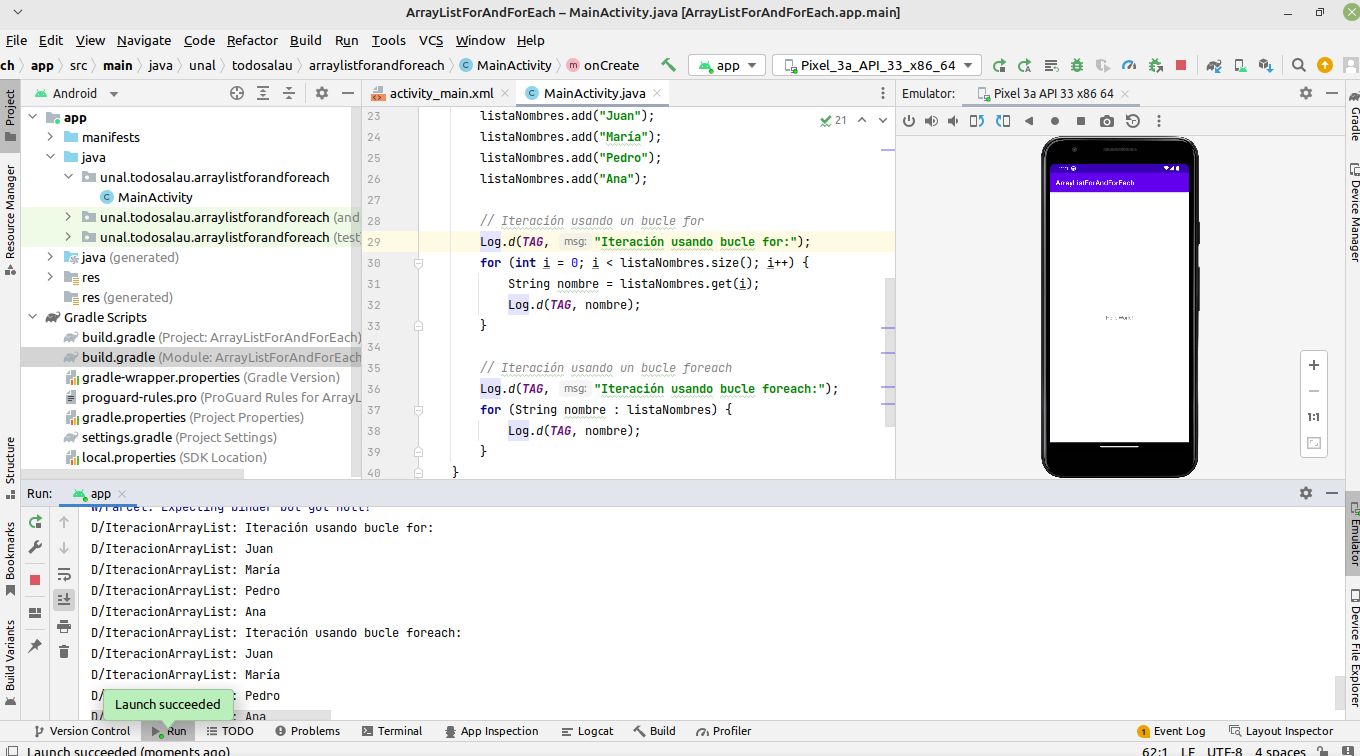 ArrayListForAndForEach – MainActivity.java [ArrayListForAndForEach.app.main]
File Edit View Navigate Code Refactor Build Run Tools VCS Window Help
ch app src main java unal todosalau arraylistforandforeach MainActivity onCreate app Pixel_3a_API_33_x86_64
Project
Resource Manager
Structure
Bookmarks
Build Variants
Android
app
manifests
java
unal.todosalau.arraylistforandforeach
MainActivity
unal.todosalau.arraylistforandforeach (and
unal.todosalau.arraylistforandforeach (test
java (generated)
res
res (generated)
Gradle Scripts
build.gradle (Project: ArrayListForAndForEach)
build.gradle (Module: ArrayListForAndForEach
gradle-wrapper.properties (Gradle Version)
proguard-rules.pro (ProGuard Rules for ArrayL
gradle.properties (Project Properties)
settings.gradle (Project Settings)
local.properties (SDK Location)
activity_main.xml MainActivity.java
21
23 listaNombres.add("Juan");
24 listaNombres.add("María");
25 listaNombres.add("Pedro");
26 listaNombres.add("Ana");
27
28 // Iteración usando un bucle for
29 Log.d(TAG, msg: "Iteración usando bucle for:");
30 for (int i = 0; i < listaNombres.size(); i++) {
31 String nombre = listaNombres.get(i);
32 Log.d(TAG, nombre);
33 }
34
35 // Iteración usando un bucle foreach
36 Log.d(TAG, msg: "Iteración usando bucle foreach:");
37 for (String nombre : listaNombres) {
38 Log.d(TAG, nombre);
39 }
40 }
Emulator: Pixel 3a API 33 x86 64
ArrayListForAndForEach
Hello World!
1:1
Gradle
Device Manager
Emulator
Device File Explorer
Run: app
W/Parcel: Expecting binder but got null!
D/IteracionArrayList: Iteración usando bucle for:
D/IteracionArrayList: Juan
D/IteracionArrayList: María
D/IteracionArrayList: Pedro
D/IteracionArrayList: Ana
D/IteracionArrayList: Iteración usando bucle foreach:
D/IteracionArrayList: Juan
D/IteracionArrayList: María
D/ : Pedro
D/ : Ana
Launch succeeded
Version Control Run TODO Problems Terminal App Inspection Logcat Build Profiler 1 Event Log Layout Inspector
Launch succeeded (moments ago) 62:1 LF UTF-8 4 spaces